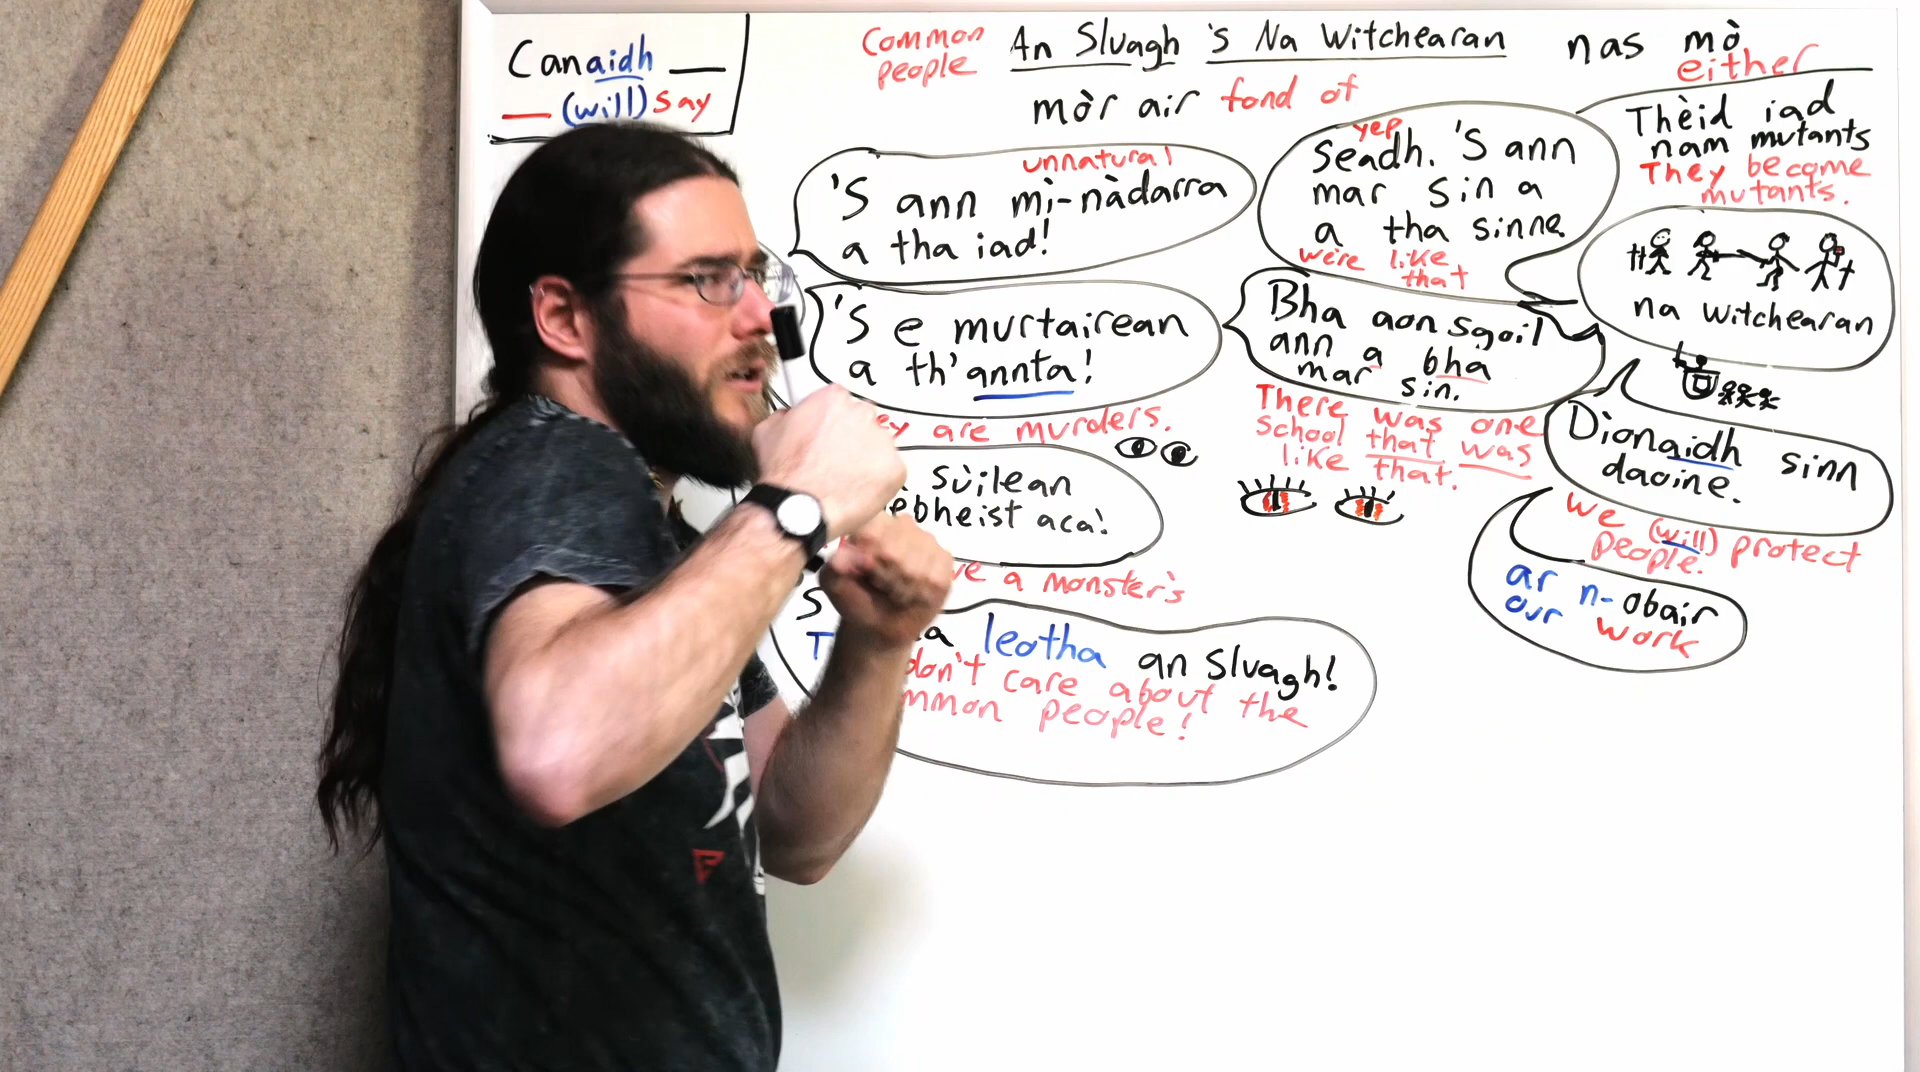 Canaidh
(will) say
Common people
An Sluagh 's Na Witchearan
nas mò
either
mòr air fond of
unnatural
'S ann mì-nàdarra
a tha iad!
'S e murtairean
a th'annta!
are murders.
sùilean
aca!
a monster's
leotha an sluagh!
don't care about the
people!
yep
Seadh. 'S ann
mar sin a
a tha sinne.
we're like
that
Bha aon sgoil
ann a bha
mar sin.
There was one
school that was
like that.
Thèid iad
nam mutants
They become
mutants.
na witchearan
Dìonaidh sinn
daoine.
we (will) protect
people.
ar n-obair
our work